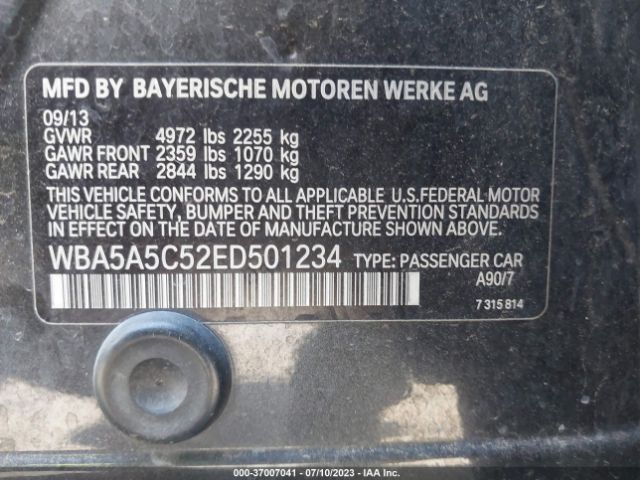 MFD BY BAYERISCHE MOTOREN WERKE AG
09/13
GVWR 4972 lbs 2255 kg
GAWR FRONT 2359 lbs 1070 kg
GAWR REAR 2844 lbs 1290 kg
THIS VEHICLE CONFORMS TO ALL APPLICABLE U.S.FEDERAL MOTOR
VEHICLE SAFETY, BUMPER AND THEFT PREVENTION STANDARDS
IN EFFECT ON THE DATE OF MANUFACTURE SHOWN ABOVE.
WBA5A5C52ED501234 TYPE: PASSENGER CAR
A90/7
7 315 814
000-37007041 - 07/10/2023 - IAA Inc.